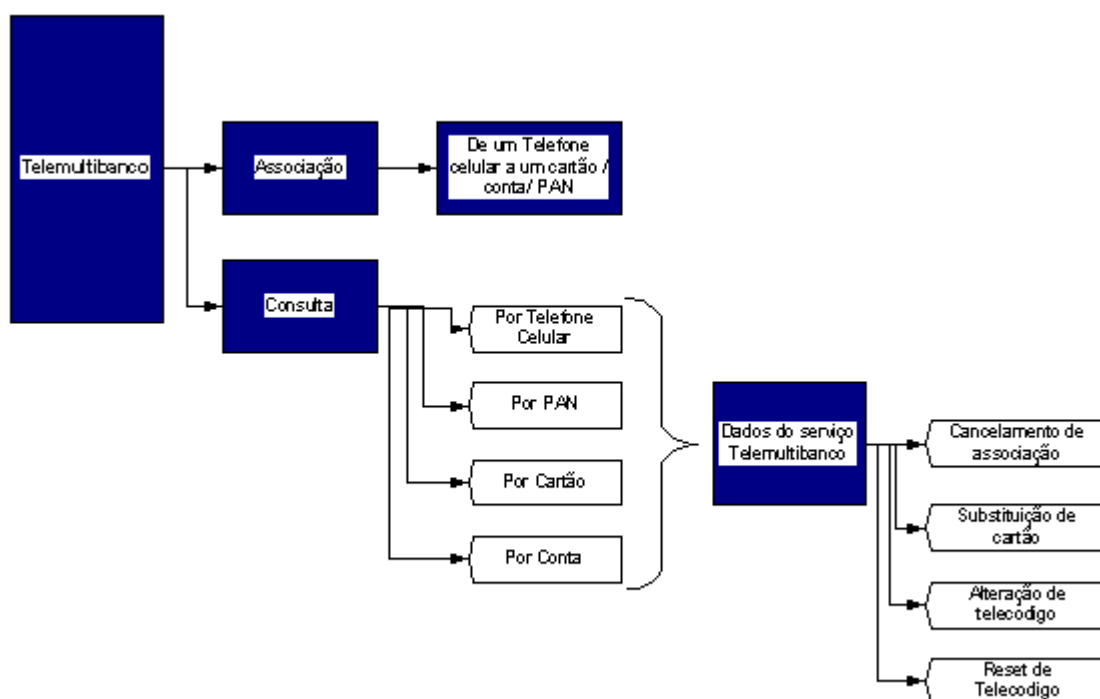 Telemultibanco
Associação
De um Telefone
celular a um cartão /
conta/ PAN
Consulta
Por Telefone
Celular
Por PAN
Por Cartão
Por Conta
Dados do serviço
Telemultibanco
Cancelamento de
associação
Substituição de
cartão
Alteração de
telecódigo
Reset de
Telecodigo